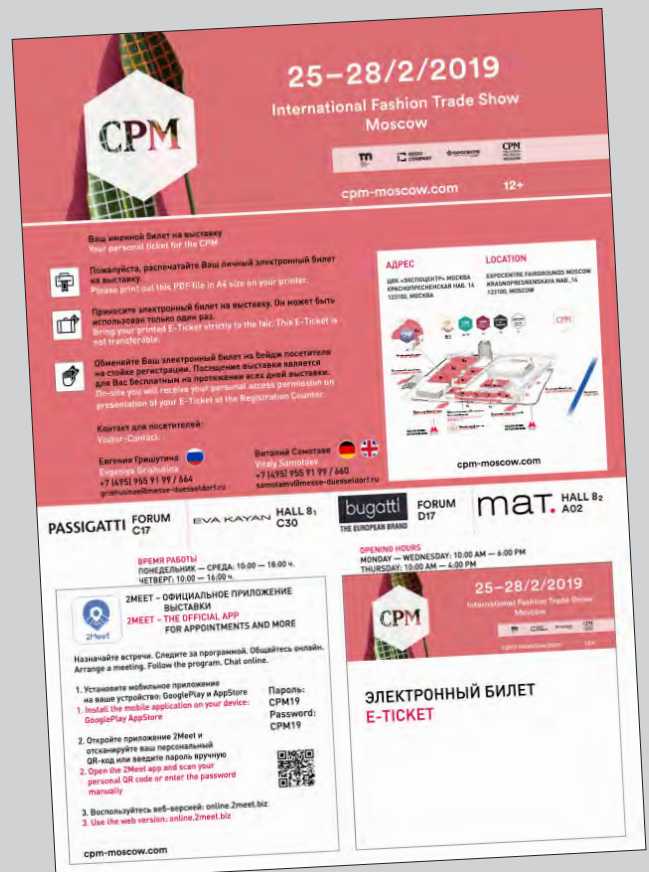 CPM
25–28/2/2019
International Fashion Trade Show
Moscow
CPM
cpm-moscow.com 12+
Ваш именной билет на выставку
Your personal ticket for the CPM
Пожалуйста, распечатайте Ваш личный электронный билет
на выставку
Please print out this PDF file in A4 size on your printer.
Принесите электронный билет на выставку. Он может быть
использован только один раз.
Bring your printed E-Ticket strictly to the fair. This E-Ticket is
not transferable.
Обменяйте Ваш электронный билет на бейдж посетителя
на стойке регистрации. Посещение выставки является
для Вас бесплатным на протяжении всех дней выставки.
On-site you will receive your personal access permission on
presentation of your E-Ticket at the Registration Counter.
Контакт для посетителей:
Visitor-Contact:
Евгения Гришутина
Evgeniya Grishutina
+7 (495) 955 91 99 / 664
Виталий Самотаев
Vitaly Samotaev
+7 (495) 955 91 99 / 660
samotaevv@messe-duesseldorf.ru
АДРЕС
ЦВК «ЭКСПОЦЕНТР» МОСКВА
КРАСНОПРЕСНЕНСКАЯ НАБ. 14
123100, МОСКВА
LOCATION
EXPOCENTRE FAIRGROUNDS MOSCOW
KRASNOPRESNENSKAYA NAB., 14
123100, MOSCOW
CPM
cpm-moscow.com
PASSIGATTI FORUM
C17
EVA KAYAN HALL 8₁
C30
bugatti
THE EUROPEAN BRAND
FORUM
D17
maт. HALL 8₂
A02
ВРЕМЯ РАБОТЫ
ПОНЕДЕЛЬНИК — СРЕДА: 10:00 — 18:00 ч.
ЧЕТВЕРГ: 10:00 — 16:00 ч.
OPENING HOURS
MONDAY — WEDNESDAY: 10:00 AM — 6:00 PM
THURSDAY: 10:00 AM — 4:00 PM
2Meet
2MEET – ОФИЦИАЛЬНОЕ ПРИЛОЖЕНИЕ
ВЫСТАВКИ
2MEET – THE OFFICIAL APP
FOR APPOINTMENTS AND MORE
Назначайте встречи. Следите за программой. Общайтесь онлайн.
Arrange a meeting. Follow the program. Chat online.
1. Установите мобильное приложение
на ваше устройство: GooglePlay и AppStore
1. Install the mobile application on your device:
GooglePlay AppStore
2. Откройте приложение 2Meet и
отсканируйте ваш персональный
QR-код или введите пароль вручную
2. Open the 2Meet app and scan your
personal QR code or enter the password
manually
3. Воспользуйтесь веб-версией: online.2meet.biz
3. Use the web version: online.2meet.biz
Пароль:
CPM19
Password:
CPM19
cpm-moscow.com
CPM
25–28/2/2019
International Fashion Trade Show
Moscow
cpm-moscow.com 12+
ЭЛЕКТРОННЫЙ БИЛЕТ
E-TICKET